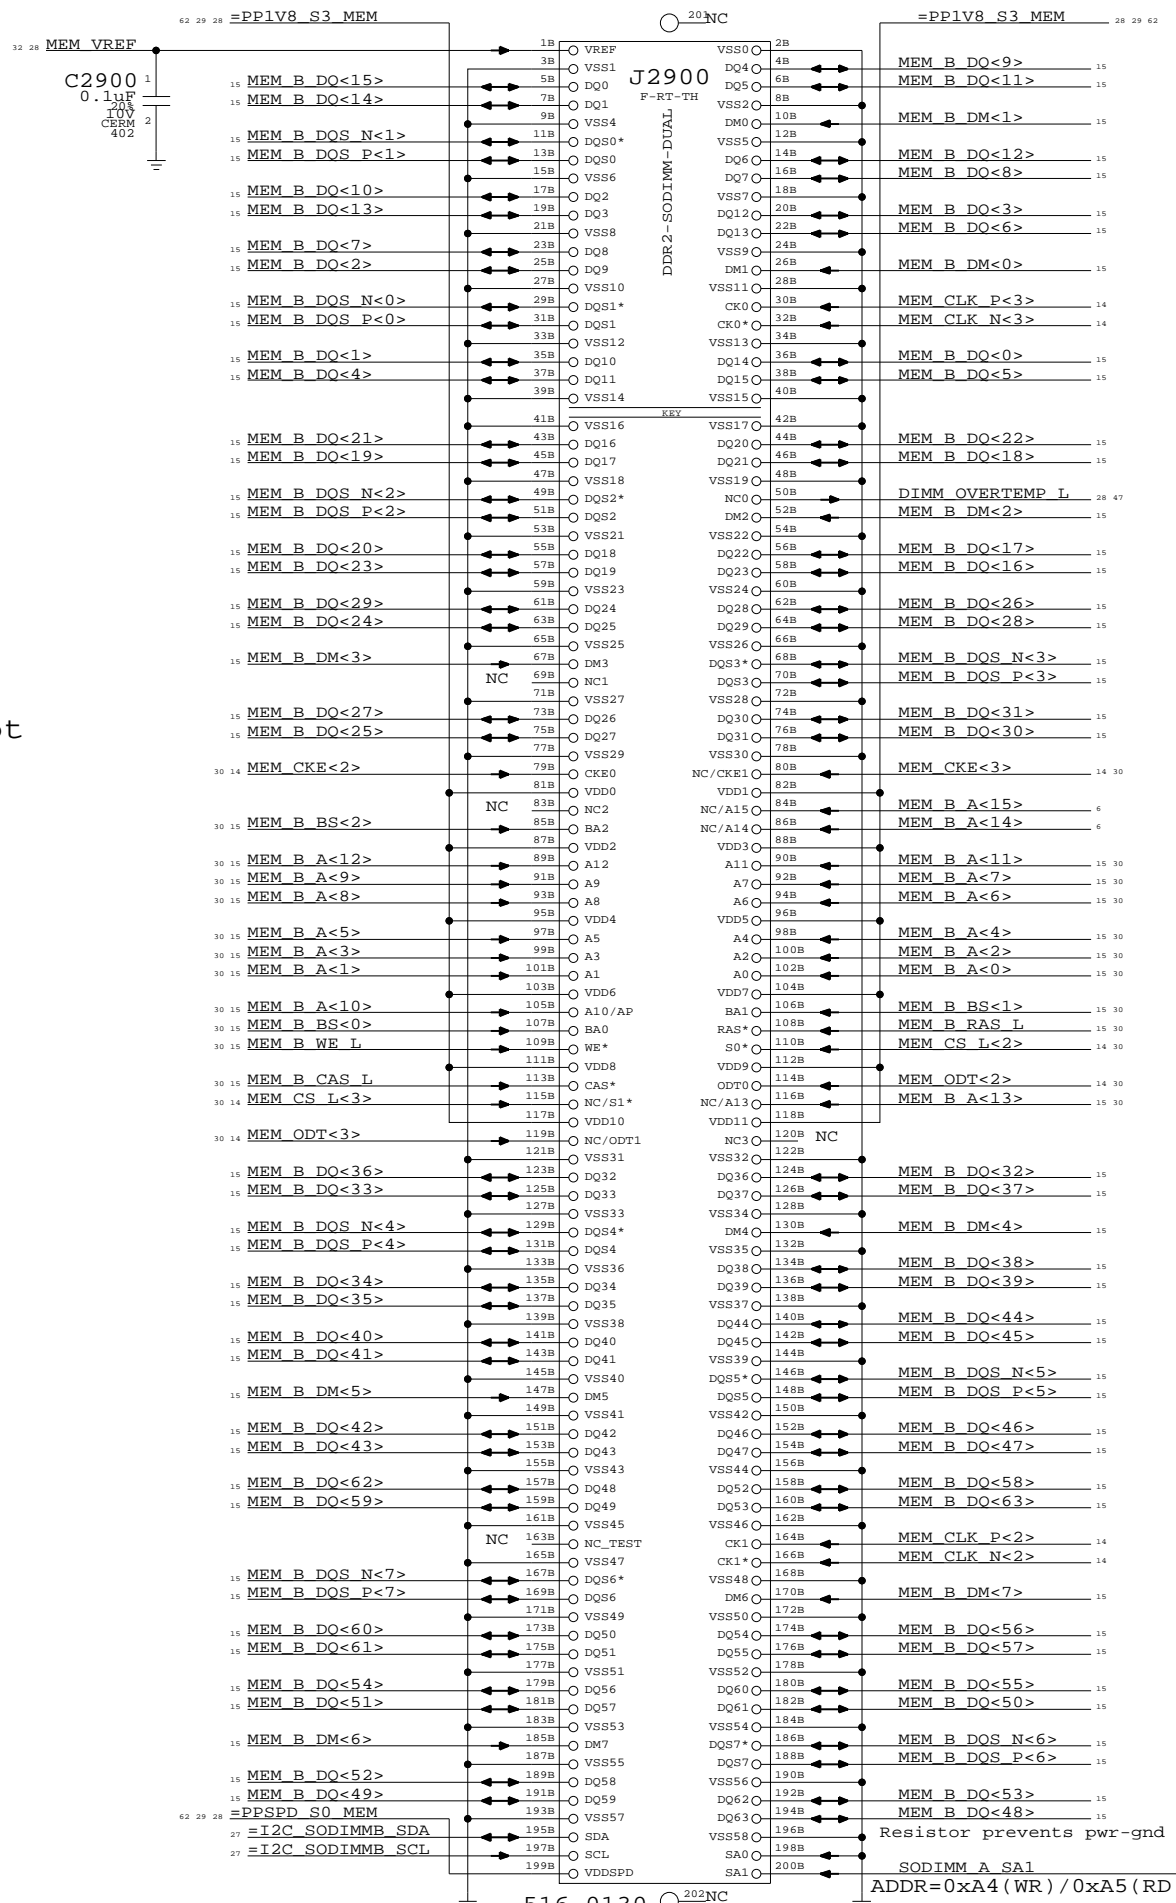 62 29 28 =PP1V8_S3_MEM 201 NC =PP1V8_S3_MEM 28 29 62
32 28 MEM_VREF 1B VREF VSS0 2B
3B VSS1 DQ4 4B MEM_B_DQ<9> 15
C2900 1
0.1uF
20%
10V
CERM 2
402
J2900
F-RT-TH
DDR2-SODIMM-DUAL
15 MEM_B_DQ<15> 5B DQ0 DQ5 6B MEM_B_DQ<11> 15
15 MEM_B_DQ<14> 7B DQ1 VSS2 8B
9B VSS4 DM0 10B MEM_B_DM<1> 15
15 MEM_B_DQS_N<1> 11B DQS0* VSS5 12B
15 MEM_B_DQS_P<1> 13B DQS0 DQ6 14B MEM_B_DQ<12> 15
15B VSS6 DQ7 16B MEM_B_DQ<8> 15
15 MEM_B_DQ<10> 17B DQ2 VSS7 18B
15 MEM_B_DQ<13> 19B DQ3 DQ12 20B MEM_B_DQ<3> 15
21B VSS8 DQ13 22B MEM_B_DQ<6> 15
15 MEM_B_DQ<7> 23B DQ8 VSS9 24B
15 MEM_B_DQ<2> 25B DQ9 DM1 26B MEM_B_DM<0> 15
27B VSS10 VSS11 28B
15 MEM_B_DQS_N<0> 29B DQS1* CK0 30B MEM_CLK_P<3> 14
15 MEM_B_DQS_P<0> 31B DQS1 CK0* 32B MEM_CLK_N<3> 14
33B VSS12 VSS13 34B
15 MEM_B_DQ<1> 35B DQ10 DQ14 36B MEM_B_DQ<0> 15
15 MEM_B_DQ<4> 37B DQ11 DQ15 38B MEM_B_DQ<5> 15
39B VSS14 VSS15 40B
KEY
41B VSS16 VSS17 42B
15 MEM_B_DQ<21> 43B DQ16 DQ20 44B MEM_B_DQ<22> 15
15 MEM_B_DQ<19> 45B DQ17 DQ21 46B MEM_B_DQ<18> 15
47B VSS18 VSS19 48B
15 MEM_B_DQS_N<2> 49B DQS2* NC0 50B DIMM_OVERTEMP_L 28 47
15 MEM_B_DQS_P<2> 51B DQS2 DM2 52B MEM_B_DM<2> 15
53B VSS21 VSS22 54B
15 MEM_B_DQ<20> 55B DQ18 DQ22 56B MEM_B_DQ<17> 15
15 MEM_B_DQ<23> 57B DQ19 DQ23 58B MEM_B_DQ<16> 15
59B VSS23 VSS24 60B
15 MEM_B_DQ<29> 61B DQ24 DQ28 62B MEM_B_DQ<26> 15
15 MEM_B_DQ<24> 63B DQ25 DQ29 64B MEM_B_DQ<28> 15
65B VSS25 VSS26 66B
15 MEM_B_DM<3> 67B DM3 DQS3* 68B MEM_B_DQS_N<3> 15
NC 69B NC1 DQS3 70B MEM_B_DQS_P<3> 15
71B VSS27 VSS28 72B
15 MEM_B_DQ<27> 73B DQ26 DQ30 74B MEM_B_DQ<31> 15
15 MEM_B_DQ<25> 75B DQ27 DQ31 76B MEM_B_DQ<30> 15
77B VSS29 VSS30 78B
30 14 MEM_CKE<2> 79B CKE0 NC/CKE1 80B MEM_CKE<3> 14 30
81B VDD0 VDD1 82B
NC 83B NC2 NC/A15 84B MEM_B_A<15> 6
30 15 MEM_B_BS<2> 85B BA2 NC/A14 86B MEM_B_A<14> 6
87B VDD2 VDD3 88B
30 15 MEM_B_A<12> 89B A12 A11 90B MEM_B_A<11> 15 30
30 15 MEM_B_A<9> 91B A9 A7 92B MEM_B_A<7> 15 30
30 15 MEM_B_A<8> 93B A8 A6 94B MEM_B_A<6> 15 30
95B VDD4 VDD5 96B
30 15 MEM_B_A<5> 97B A5 A4 98B MEM_B_A<4> 15 30
30 15 MEM_B_A<3> 99B A3 A2 100B MEM_B_A<2> 15 30
30 15 MEM_B_A<1> 101B A1 A0 102B MEM_B_A<0> 15 30
103B VDD6 VDD7 104B
30 15 MEM_B_A<10> 105B A10/AP BA1 106B MEM_B_BS<1> 15 30
30 15 MEM_B_BS<0> 107B BA0 RAS* 108B MEM_B_RAS_L 15 30
30 15 MEM_B_WE_L 109B WE* S0* 110B MEM_CS_L<2> 14 30
111B VDD8 VDD9 112B
30 15 MEM_B_CAS_L 113B CAS* ODT0 114B MEM_ODT<2> 14 30
30 14 MEM_CS_L<3> 115B NC/S1* NC/A13 116B MEM_B_A<13> 15 30
117B VDD10 VDD11 118B
30 14 MEM_ODT<3> 119B NC/ODT1 NC3 120B NC
121B VSS31 VSS32 122B
15 MEM_B_DQ<36> 123B DQ32 DQ36 124B MEM_B_DQ<32> 15
15 MEM_B_DQ<33> 125B DQ33 DQ37 126B MEM_B_DQ<37> 15
127B VSS33 VSS34 128B
15 MEM_B_DQS_N<4> 129B DQS4* DM4 130B MEM_B_DM<4> 15
15 MEM_B_DQS_P<4> 131B DQS4 VSS35 132B
133B VSS36 DQ38 134B MEM_B_DQ<38> 15
15 MEM_B_DQ<34> 135B DQ34 DQ39 136B MEM_B_DQ<39> 15
15 MEM_B_DQ<35> 137B DQ35 VSS37 138B
139B VSS38 DQ44 140B MEM_B_DQ<44> 15
15 MEM_B_DQ<40> 141B DQ40 DQ45 142B MEM_B_DQ<45> 15
15 MEM_B_DQ<41> 143B DQ41 VSS39 144B
145B VSS40 DQS5* 146B MEM_B_DQS_N<5> 15
15 MEM_B_DM<5> 147B DM5 DQS5 148B MEM_B_DQS_P<5> 15
149B VSS41 VSS42 150B
15 MEM_B_DQ<42> 151B DQ42 DQ46 152B MEM_B_DQ<46> 15
15 MEM_B_DQ<43> 153B DQ43 DQ47 154B MEM_B_DQ<47> 15
155B VSS43 VSS44 156B
15 MEM_B_DQ<62> 157B DQ48 DQ52 158B MEM_B_DQ<58> 15
15 MEM_B_DQ<59> 159B DQ49 DQ53 160B MEM_B_DQ<63> 15
161B VSS45 VSS46 162B
NC 163B NC_TEST CK1 164B MEM_CLK_P<2> 14
165B VSS47 CK1* 166B MEM_CLK_N<2> 14
15 MEM_B_DQS_N<7> 167B DQS6* VSS48 168B
15 MEM_B_DQS_P<7> 169B DQS6 DM6 170B MEM_B_DM<7> 15
171B VSS49 VSS50 172B
15 MEM_B_DQ<60> 173B DQ50 DQ54 174B MEM_B_DQ<56> 15
15 MEM_B_DQ<61> 175B DQ51 DQ55 176B MEM_B_DQ<57> 15
177B VSS51 VSS52 178B
15 MEM_B_DQ<54> 179B DQ56 DQ60 180B MEM_B_DQ<55> 15
15 MEM_B_DQ<51> 181B DQ57 DQ61 182B MEM_B_DQ<50> 15
183B VSS53 VSS54 184B
15 MEM_B_DM<6> 185B DM7 DQS7* 186B MEM_B_DQS_N<6> 15
187B VSS55 DQS7 188B MEM_B_DQS_P<6> 15
15 MEM_B_DQ<52> 189B DQ58 VSS56 190B
15 MEM_B_DQ<49> 191B DQ59 DQ62 192B MEM_B_DQ<53> 15
62 29 28 =PPSPD_S0_MEM 193B VSS57 DQ63 194B MEM_B_DQ<48> 15
27 =I2C_SODIMMB_SDA 195B SDA VSS58 196B Resistor prevents pwr-gnd
27 =I2C_SODIMMB_SCL 197B SCL SA0 198B
199B VDDSPD SA1 200B SODIMM_A_SA1
ADDR=0xA4(WR)/0xA5(RD
202 NC